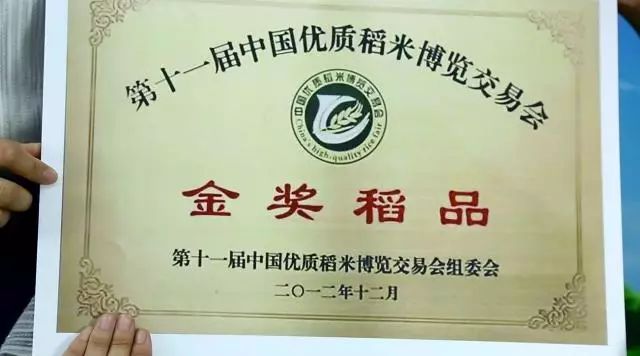 第十一届中国优质稻米博览交易会
中国优质稻米博览交易会
China's high-quality rice fair
金奖稻品
第十一届中国优质稻米博览交易会组委会
二〇一二年十二月